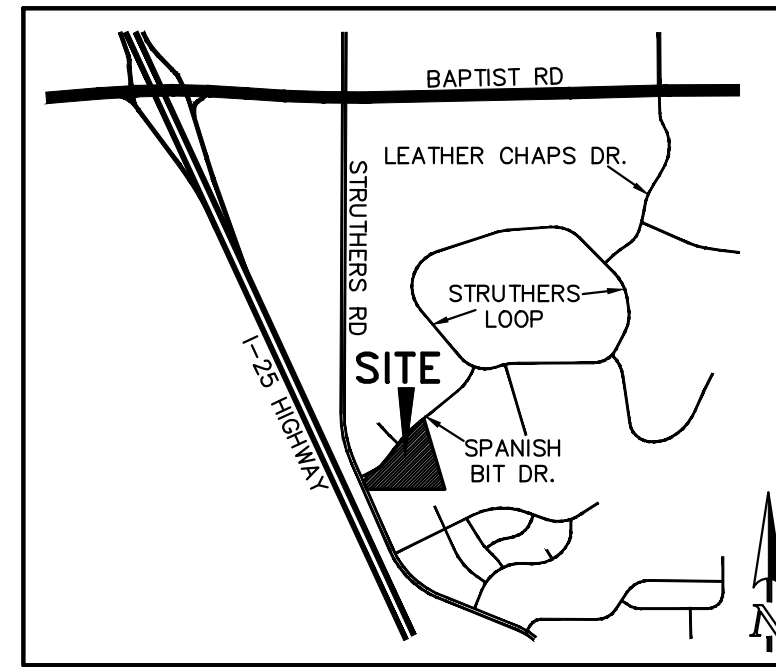 BAPTIST RD
LEATHER CHAPS DR.
STRUTHERS RD
STRUTHERS
LOOP
I-25 HIGHWAY
SITE
SPANISH
BIT DR.
N